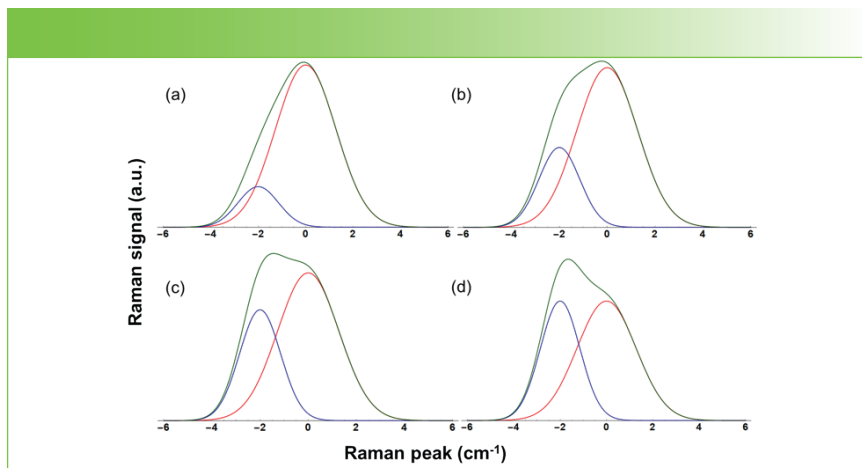 (a)
(b)
−6 −4 −2 0 2 4 6
−6 −4 −2 0 2 4 6
(c)
(d)
−6 −4 −2 0 2 4 6
−6 −4 −2 0 2 4 6
Raman signal (a.u.)
Raman peak (cm⁻¹)